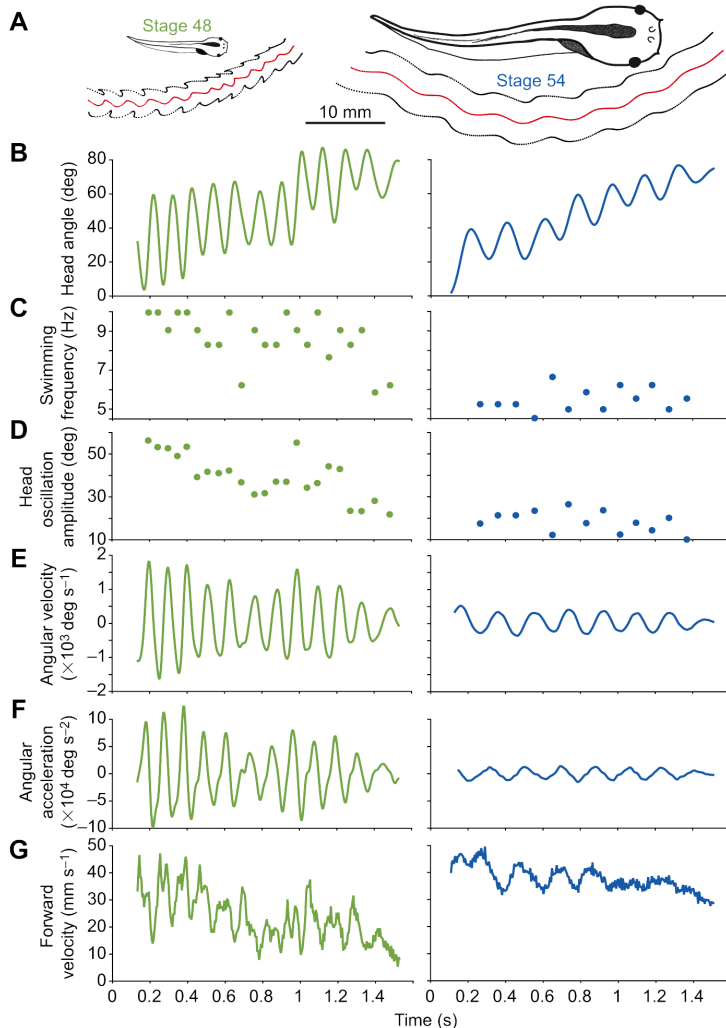 A
Stage 48
Stage 54
10 mm
B
Head angle (deg)
80
60
40
20
0
C
Swimming
frequency (Hz)
9
7
5
D
Head
oscillation
amplitude (deg)
50
30
10
E
Angular velocity
(×10³ deg s⁻¹)
2
1
0
–1
–2
F
Angular
acceleration
(×10⁴ deg s⁻²)
10
5
0
–5
–10
G
Forward
velocity (mm s⁻¹)
50
40
30
20
10
0
0 0.2 0.4 0.6 0.8 1 1.2 1.4
0 0.2 0.4 0.6 0.8 1.0 1.2 1.4
Time (s)